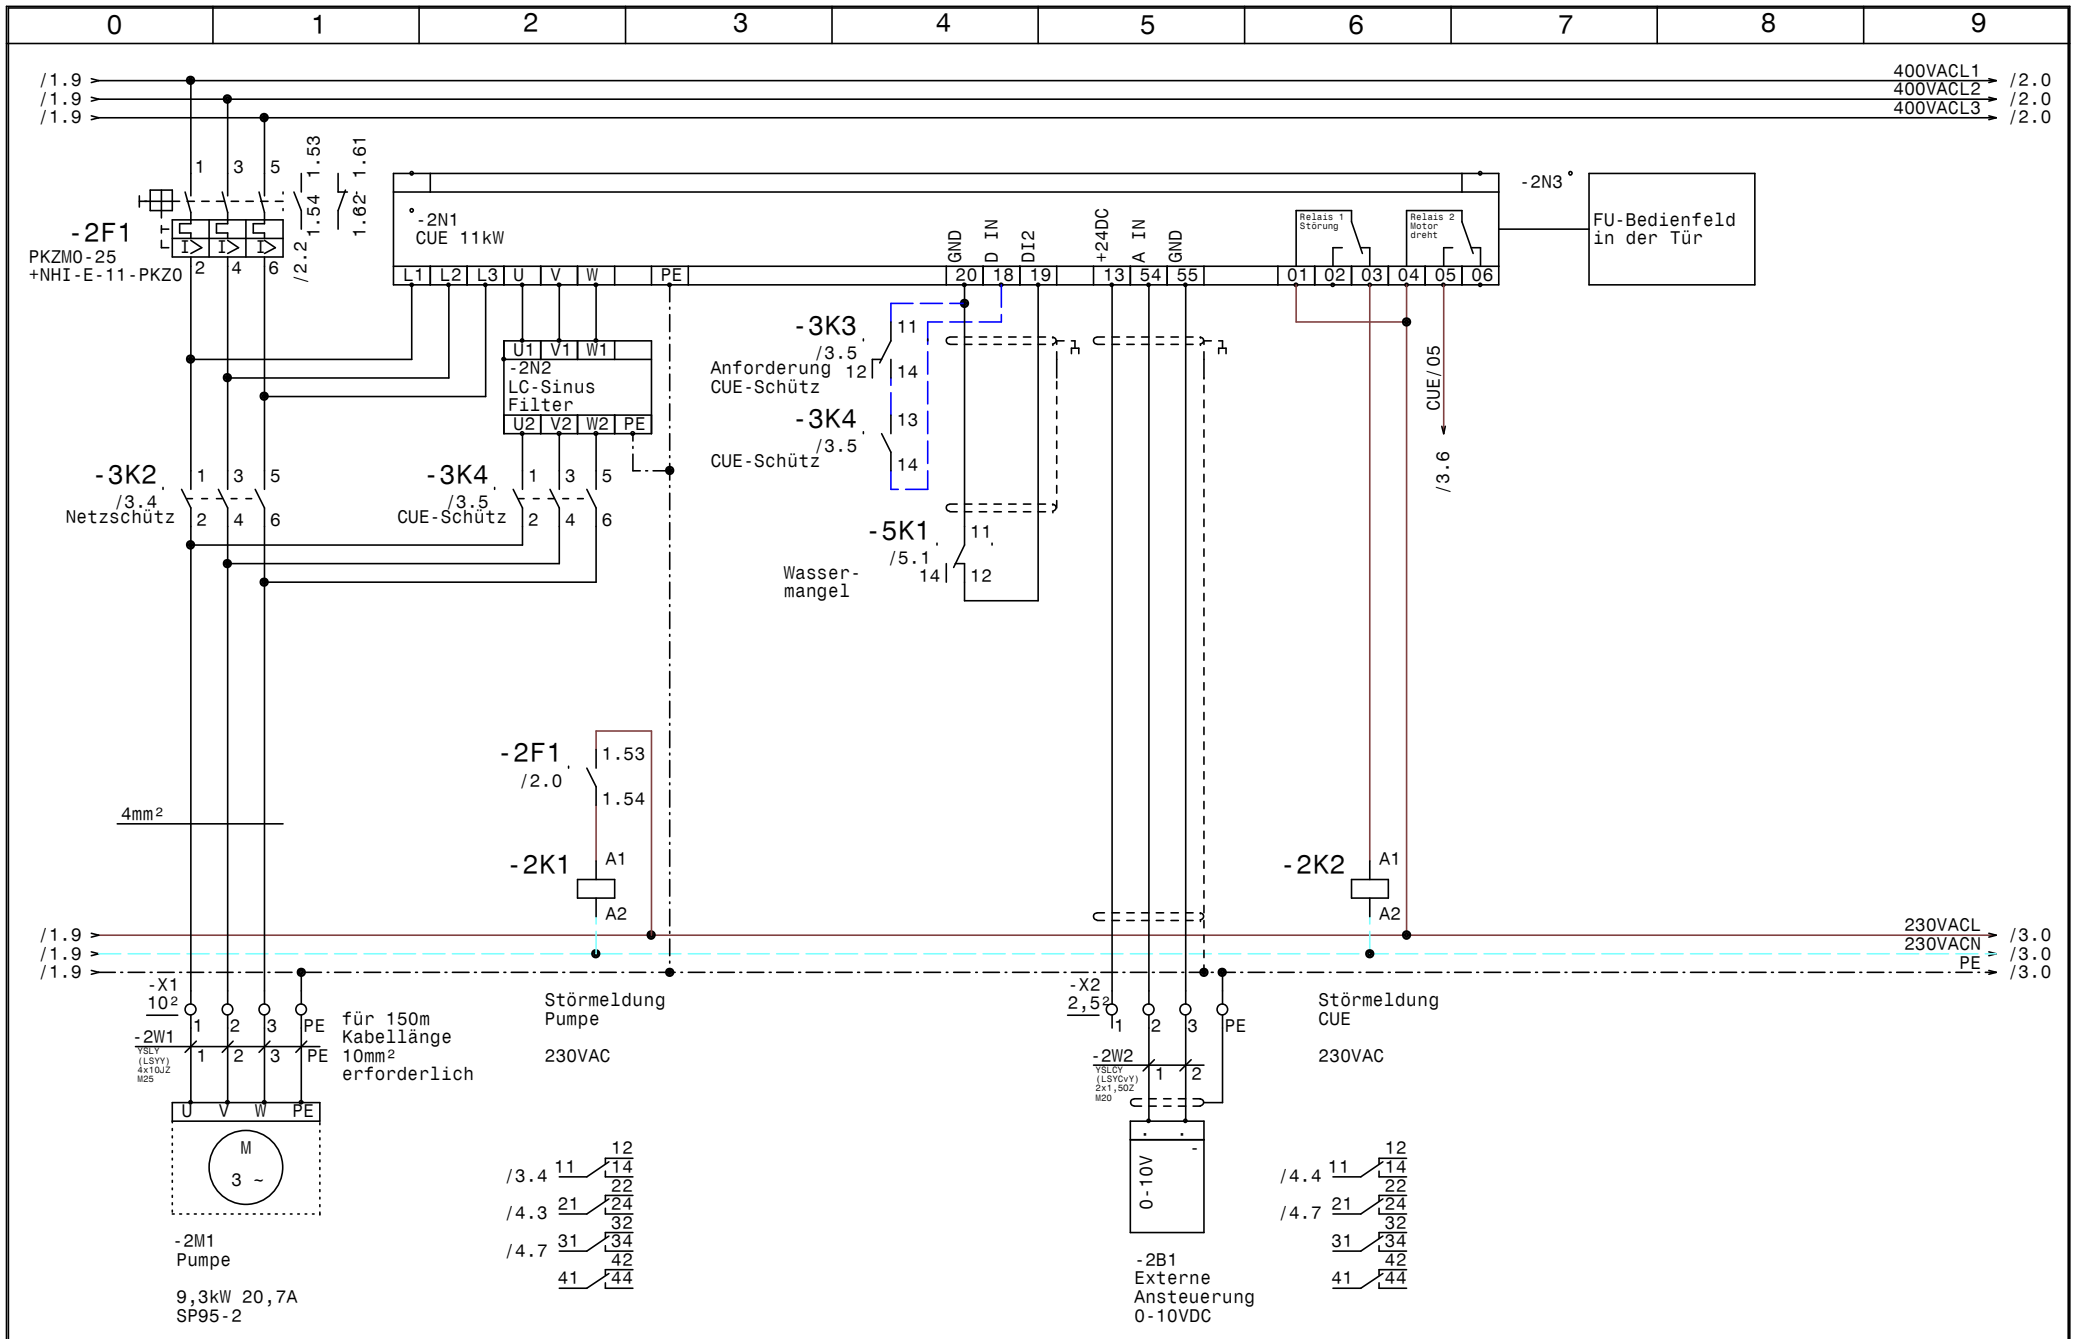 0 1 2 3 4 5 6 7 8 9
/1.9 400VACL1 /2.0
/1.9 400VACL2 /2.0
/1.9 400VACL3 /2.0
1 3 5 1.53 1.61
1.54 1.62
-2F1
PKZM0-25
+NHI-E-11-PKZ0
I> I> I>
2 4 6 /2.2
-2N1
CUE 11kW
GND D IN DI2 +24DC A IN GND
Relais 1
Störung
Relais 2
Motor
dreht
-2N3
FU-Bedienfeld
in der Tür
L1 L2 L3 U V W PE 20 18 19 13 54 55 01 02 03 04 05 06
U1 V1 W1
-2N2
LC-Sinus
Filter
U2 V2 W2 PE
-3K3 11
/3.5
12 14
Anforderung
CUE-Schütz
-3K4 13
/3.5
14
CUE-Schütz
CUE/05
/3.6
-3K2 1 3 5
/3.4
Netzschütz 2 4 6
-3K4 1 3 5
/3.5
CUE-Schütz 2 4 6
-5K1 11
/5.1
14 12
Wasser-
mangel
-2F1 1.53
/2.0
1.54
4mm²
-2K1 A1
A2
-2K2 A1
A2
/1.9 230VACL /3.0
/1.9 230VACN /3.0
/1.9 PE /3.0
-X1
10²
1 2 3 PE
-2W1
YSLY
(LSYY)
4x10JZ
M25
1 2 3 PE
für 150m
Kabellänge
10mm²
erforderlich
Störmeldung
Pumpe
230VAC
-X2
2,5²
1 2 3 PE
-2W2
YSLCY
(LSYCvY)
2x1,5OZ
M20
1 2
Störmeldung
CUE
230VAC
U V W PE
M
3 ~
-2M1
Pumpe
9,3kW 20,7A
SP95-2
12
/3.4 11 14
22
/4.3 21 24
32
/4.7 31 34
42
41 44
-
0-10V
-2B1
Externe
Ansteuerung
0-10VDC
12
/4.4 11 14
22
/4.7 21 24
32
31 34
42
41 44